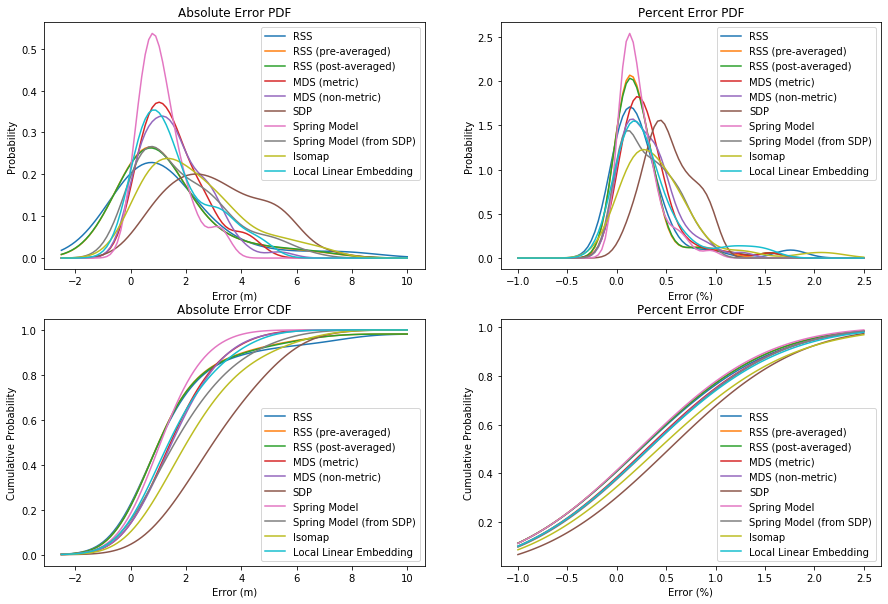 Absolute Error PDF
0.5
0.4
0.3
0.2
0.1
0.0
Probability
−2
0
2
4
6
8
10
Error (m)
RSS
RSS (pre-averaged)
RSS (post-averaged)
MDS (metric)
MDS (non-metric)
SDP
Spring Model
Spring Model (from SDP)
Isomap
Local Linear Embedding
Percent Error PDF
2.5
2.0
1.5
1.0
0.5
0.0
Probability
−1.0
−0.5
0.0
0.5
1.0
1.5
2.0
2.5
Error (%)
RSS
RSS (pre-averaged)
RSS (post-averaged)
MDS (metric)
MDS (non-metric)
SDP
Spring Model
Spring Model (from SDP)
Isomap
Local Linear Embedding
Absolute Error CDF
1.0
0.8
0.6
0.4
0.2
0.0
Cumulative Probability
−2
0
2
4
6
8
10
Error (m)
RSS
RSS (pre-averaged)
RSS (post-averaged)
MDS (metric)
MDS (non-metric)
SDP
Spring Model
Spring Model (from SDP)
Isomap
Local Linear Embedding
Percent Error CDF
1.0
0.8
0.6
0.4
0.2
Cumulative Probability
−1.0
−0.5
0.0
0.5
1.0
1.5
2.0
2.5
Error (%)
RSS
RSS (pre-averaged)
RSS (post-averaged)
MDS (metric)
MDS (non-metric)
SDP
Spring Model
Spring Model (from SDP)
Isomap
Local Linear Embedding